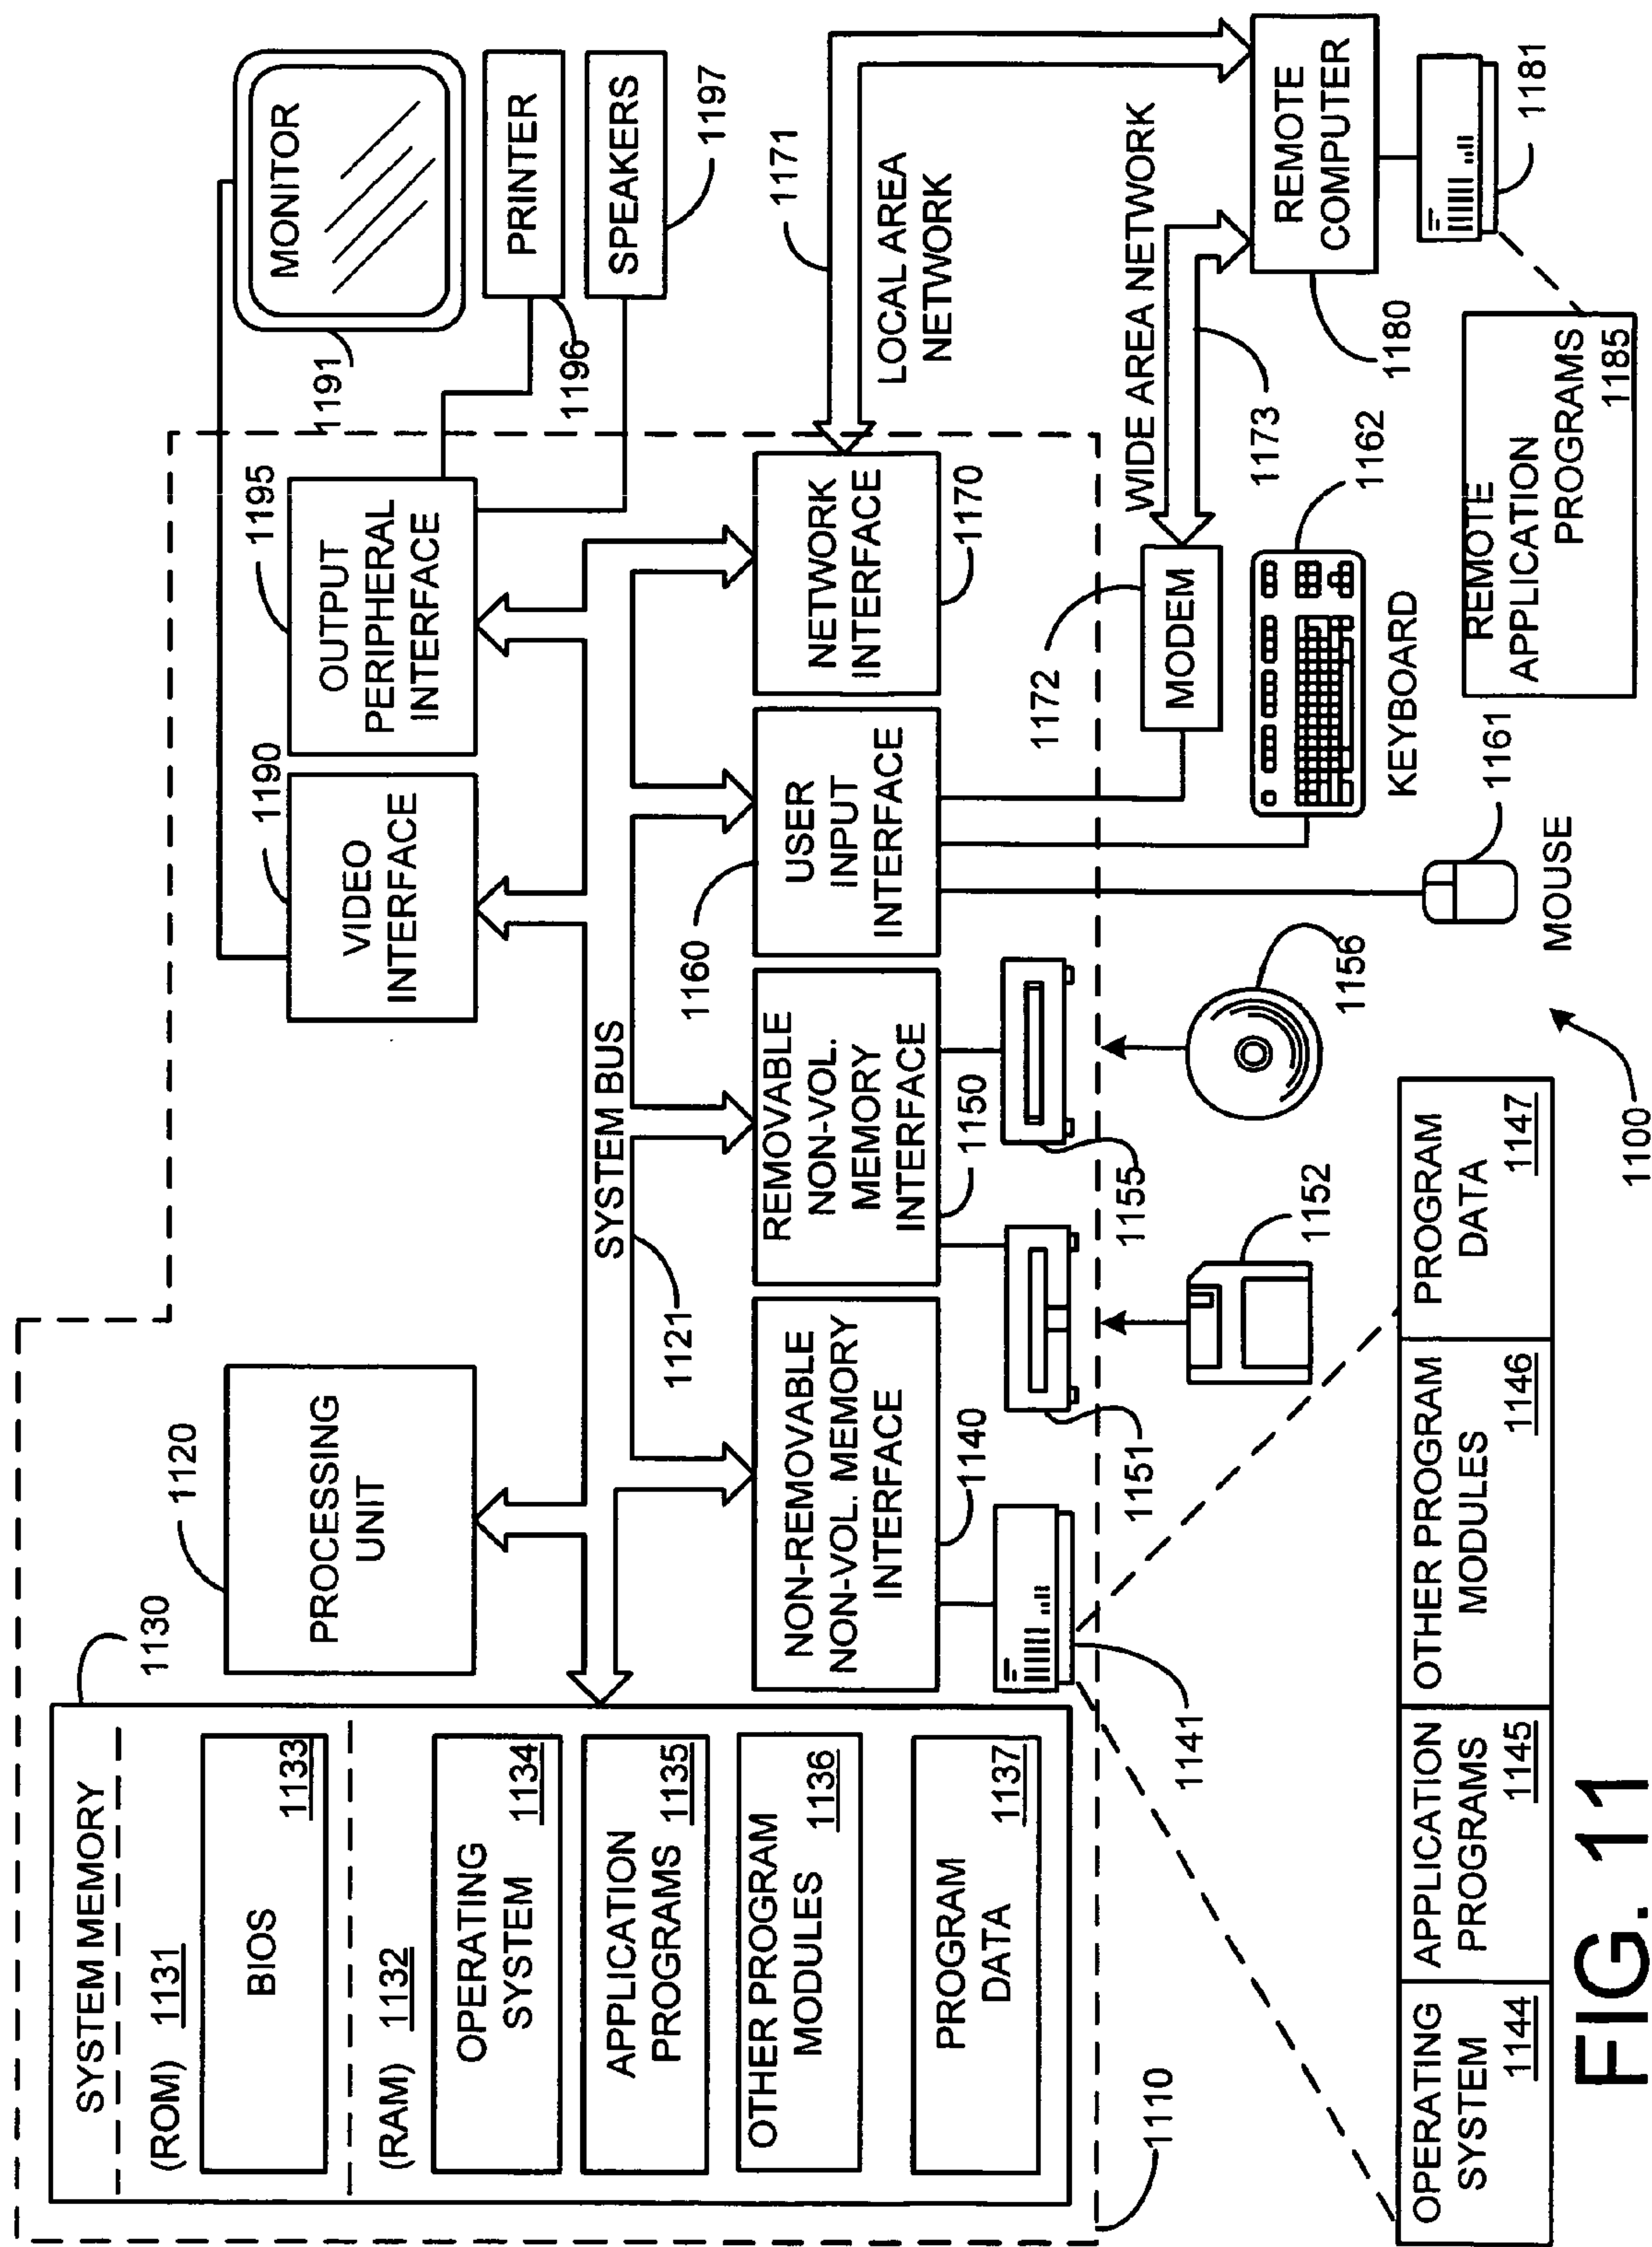 SYSTEM MEMORY
(ROM) 1131
BIOS
1133
(RAM) 1132
OPERATING
SYSTEM
1134
APPLICATION
PROGRAMS 1135
OTHER PROGRAM
MODULES
1136
PROGRAM
DATA
1137
1130
1120
PROCESSING
UNIT
1190
VIDEO
INTERFACE
1195
OUTPUT
PERIPHERAL
INTERFACE
MONITOR
1191
PRINTER
1196
SPEAKERS
1197
SYSTEM BUS
1121
NON-REMOVABLE
NON-VOL. MEMORY
INTERFACE
1140
REMOVABLE
NON-VOL.
MEMORY
INTERFACE
1150
1160
USER
INPUT
INTERFACE
NETWORK
INTERFACE
1170
1171
LOCAL AREA
NETWORK
WIDE AREA NETWORK
1173
1172
MODEM
REMOTE
COMPUTER
1180
1181
1141
1151
1155
1152
1156
1162
KEYBOARD
1161
MOUSE
REMOTE
APPLICATION
PROGRAMS
1185
1110
OPERATING
SYSTEM
1144
APPLICATION
PROGRAMS
1145
OTHER PROGRAM
MODULES
1146
PROGRAM
DATA
1147
1100
FIG. 11